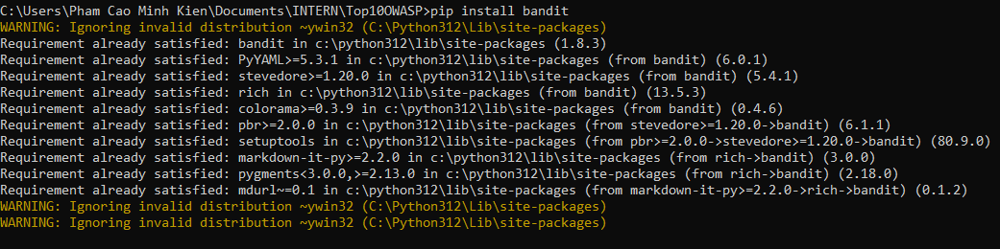 C:\Users\Pham Cao Minh Kien\Documents\INTERN\Top10OWASP>pip install bandit
WARNING: Ignoring invalid distribution ~ywin32 (C:\Python312\Lib\site-packages)
Requirement already satisfied: bandit in c:\python312\lib\site-packages (1.8.3)
Requirement already satisfied: PyYAML>=5.3.1 in c:\python312\lib\site-packages (from bandit) (6.0.1)
Requirement already satisfied: stevedore>=1.20.0 in c:\python312\lib\site-packages (from bandit) (5.4.1)
Requirement already satisfied: rich in c:\python312\lib\site-packages (from bandit) (13.5.3)
Requirement already satisfied: colorama>=0.3.9 in c:\python312\lib\site-packages (from bandit) (0.4.6)
Requirement already satisfied: pbr>=2.0.0 in c:\python312\lib\site-packages (from stevedore>=1.20.0->bandit) (6.1.1)
Requirement already satisfied: setuptools in c:\python312\lib\site-packages (from pbr>=2.0.0->stevedore>=1.20.0->bandit) (80.9.0)
Requirement already satisfied: markdown-it-py>=2.2.0 in c:\python312\lib\site-packages (from rich->bandit) (3.0.0)
Requirement already satisfied: pygments<3.0.0,>=2.13.0 in c:\python312\lib\site-packages (from rich->bandit) (2.18.0)
Requirement already satisfied: mdurl~=0.1 in c:\python312\lib\site-packages (from markdown-it-py>=2.2.0->rich->bandit) (0.1.2)
WARNING: Ignoring invalid distribution ~ywin32 (C:\Python312\Lib\site-packages)
WARNING: Ignoring invalid distribution ~ywin32 (C:\Python312\Lib\site-packages)